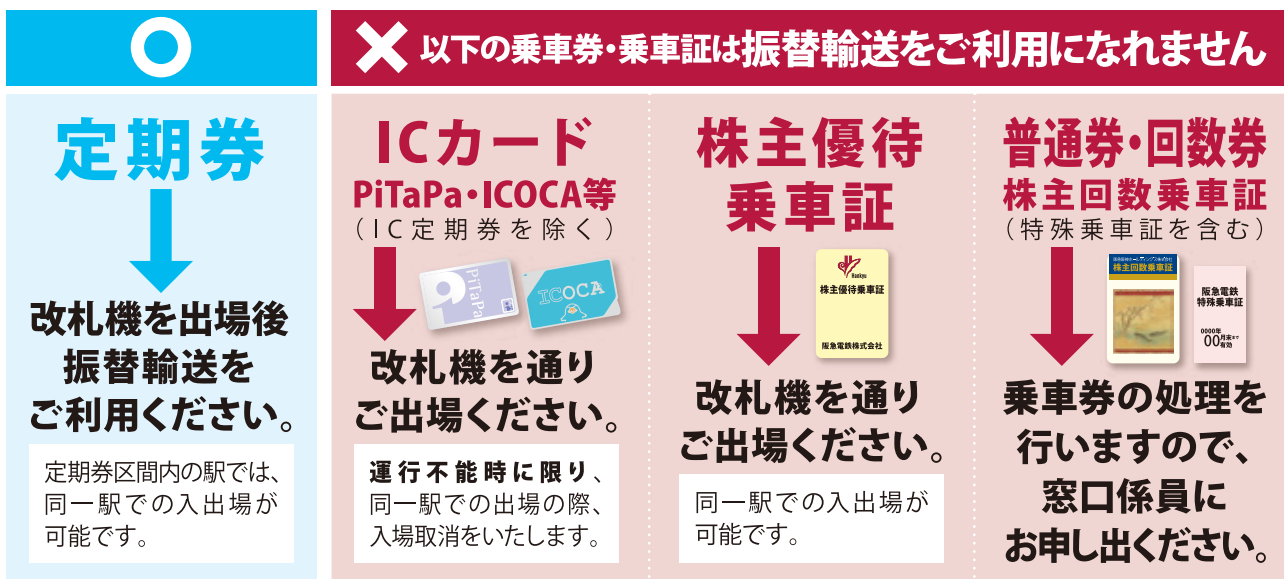 以下の乗車券・乗車証は振替輸送をご利用になれません
定期券
改札機を出場後
振替輸送を
ご利用ください。
定期券区間内の駅では、
同一駅での入出場が
可能です。
ICカード
PiTaPa・ICOCA等
(IC定期券を除く)
PiTaPa
ICOCA
改札機を通り
ご出場ください。
運行不能時に限り、
同一駅での出場の際、
入場取消をいたします。
株主優待
乗車証
Hankyu
株主優待乗車証
阪急電鉄株式会社
改札機を通り
ご出場ください。
同一駅での入出場が
可能です。
普通券・回数券
株主回数乗車証
(特殊乗車証を含む)
株主回数乗車証
阪急電鉄
特殊乗車証
0000年
00月末まで
有効
乗車券の処理を
行いますので、
窓口係員に
お申し出ください。